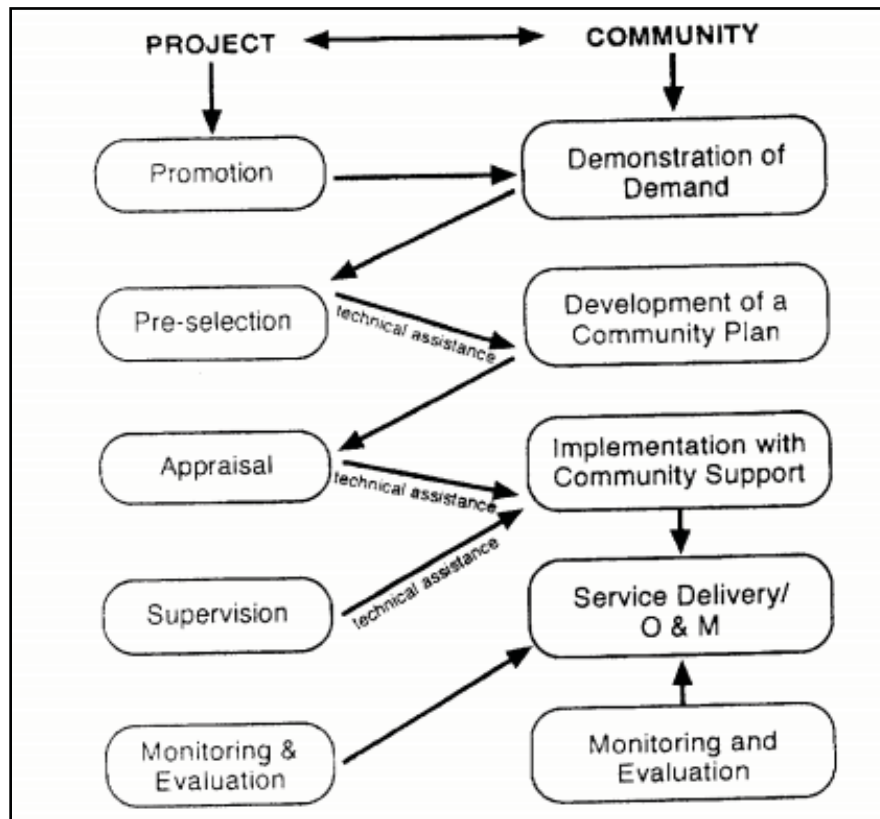 PROJECT
COMMUNITY
Promotion
Demonstration of
Demand
Pre-selection
technical assistance
Development of a
Community Plan
Appraisal
technical assistance
Implementation with
Community Support
Supervision
technical assistance
Service Delivery/
O & M
Monitoring &
Evaluation
Monitoring and
Evaluation